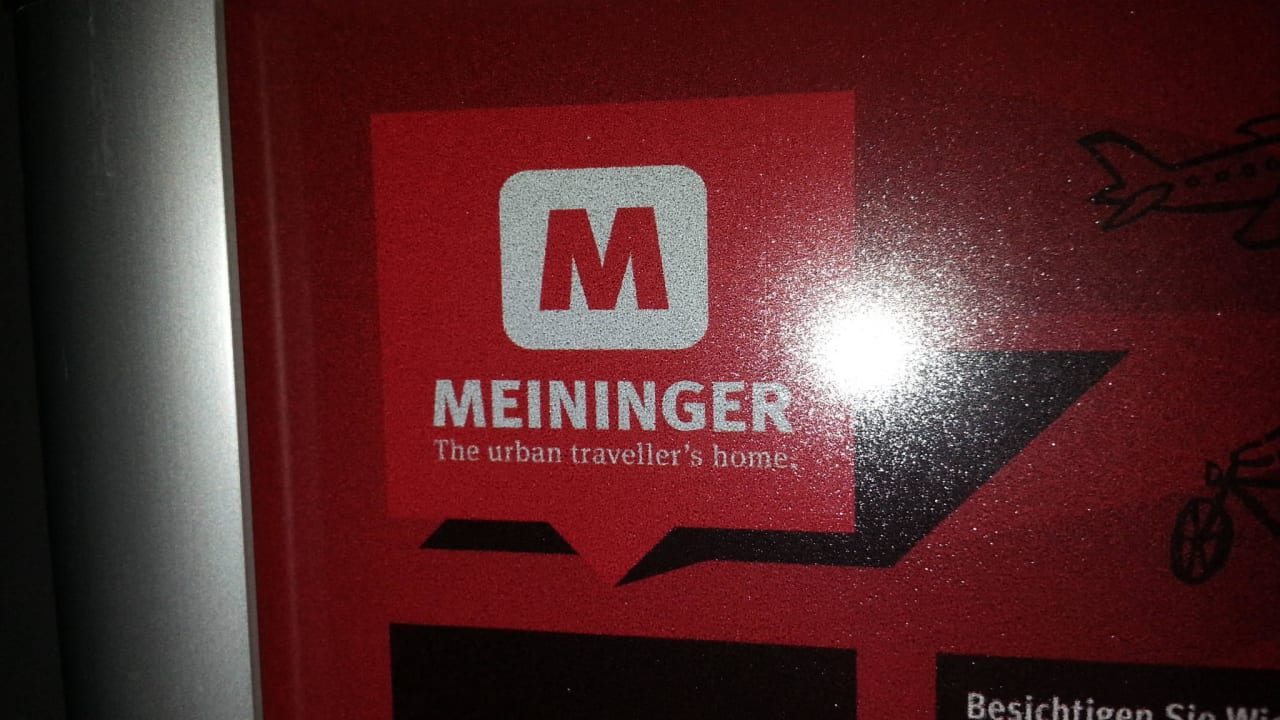 M
MEININGER
The urban traveller's home.
Besichtigen Sie